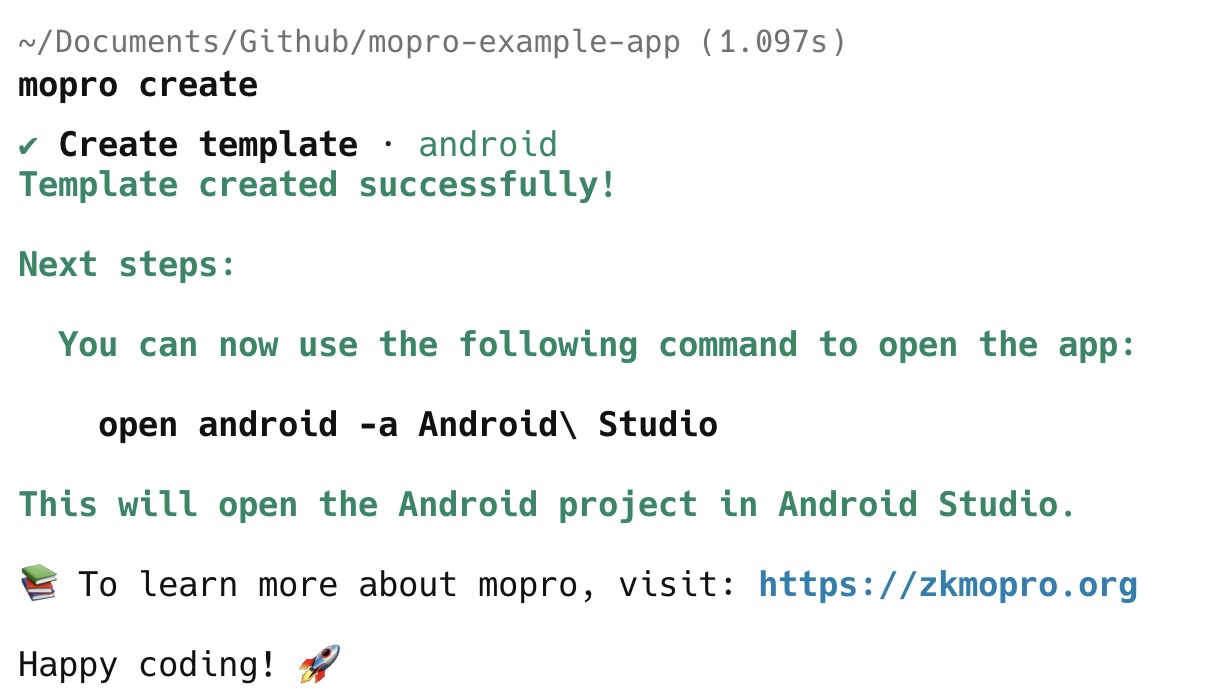 ~/Documents/Github/mopro-example-app (1.097s)
mopro create
✔ Create template · android
Template created successfully!
Next steps:
You can now use the following command to open the app:
open android -a Android\ Studio
This will open the Android project in Android Studio.
📚 To learn more about mopro, visit: https://zkmopro.org
Happy coding! 🚀